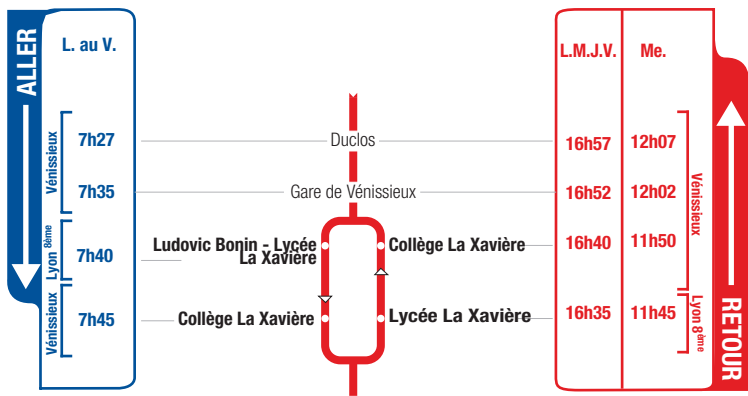 ALLER
L. au V.
L.M.J.V.
Me.
Vénissieux
7h27
Duclos
16h57
12h07
7h35
Gare de Vénissieux
16h52
12h02
Vénissieux
Lyon 8ème
7h40
Ludovic Bonin - Lycée
La Xavière
Collège La Xavière
16h40
11h50
Vénissieux
7h45
Collège La Xavière
Lycée La Xavière
16h35
11h45
Lyon 8ème
RETOUR